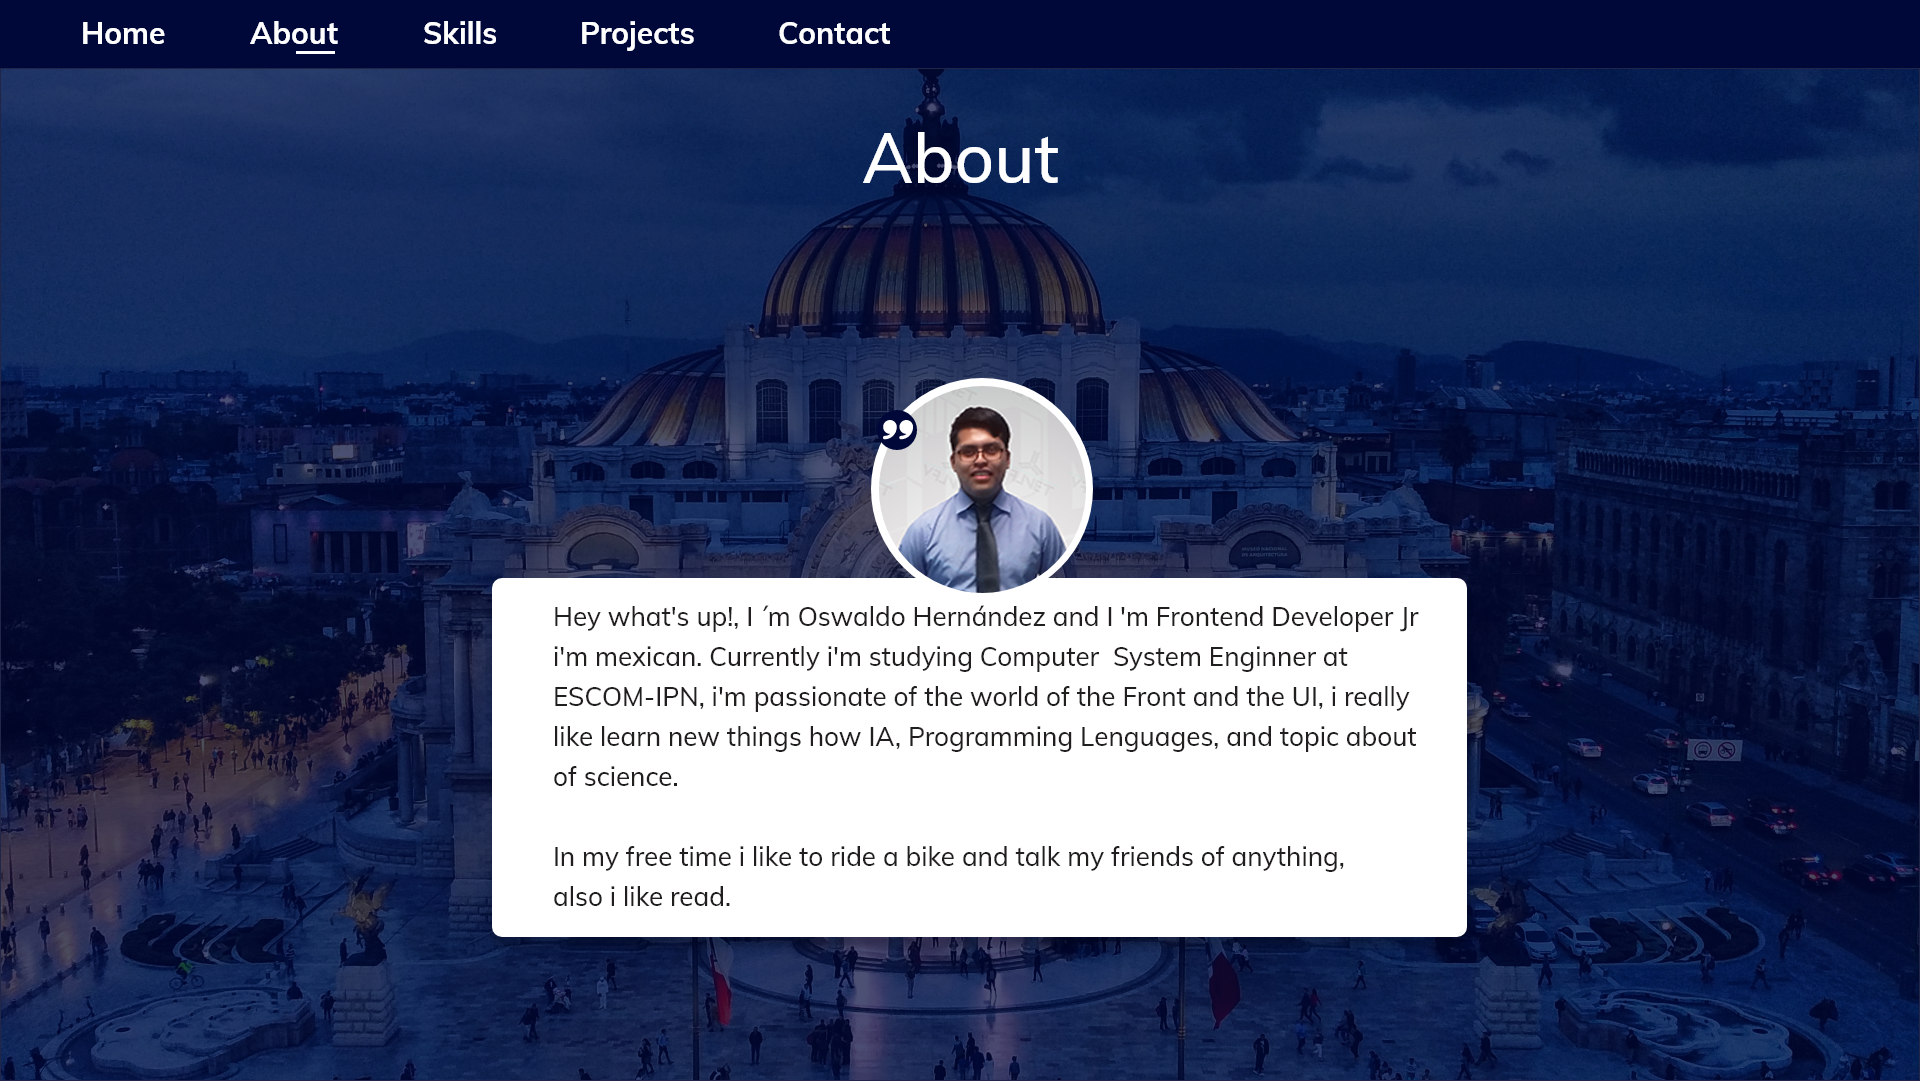 Home About Skills Projects Contact
About
Hey what's up!, I ´m Oswaldo Hernández and I 'm Frontend Developer Jr
i'm mexican. Currently i'm studying Computer  System Enginner at
ESCOM-IPN, i'm passionate of the world of the Front and the UI, i really
like learn new things how IA, Programming Lenguages, and topic about
of science.
In my free time i like to ride a bike and talk my friends of anything,
also i like read.